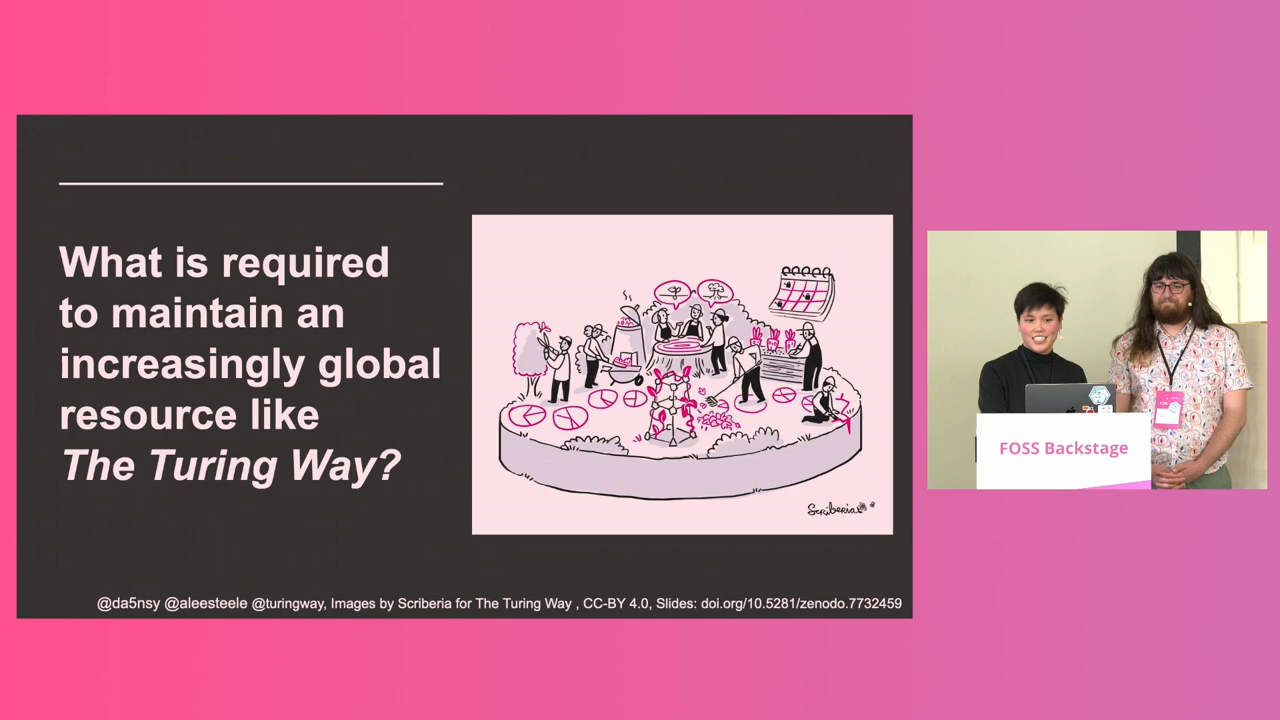 What is required
to maintain an
increasingly global
resource like
The Turing Way?
Scriberia
@da5nsy @aleesteele @turingway, Images by Scriberia for The Turing Way , CC-BY 4.0, Slides: doi.org/10.5281/zenodo.7732459
FOSS Backstage